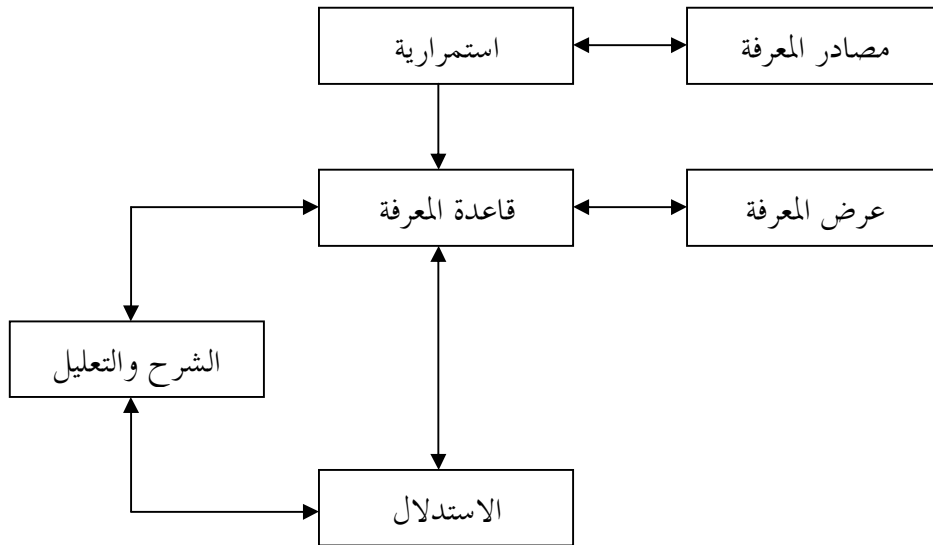 مصادر المعرفة
استمرارية
عرض المعرفة
قاعدة المعرفة
الشرح والتعليل
الاستدلال